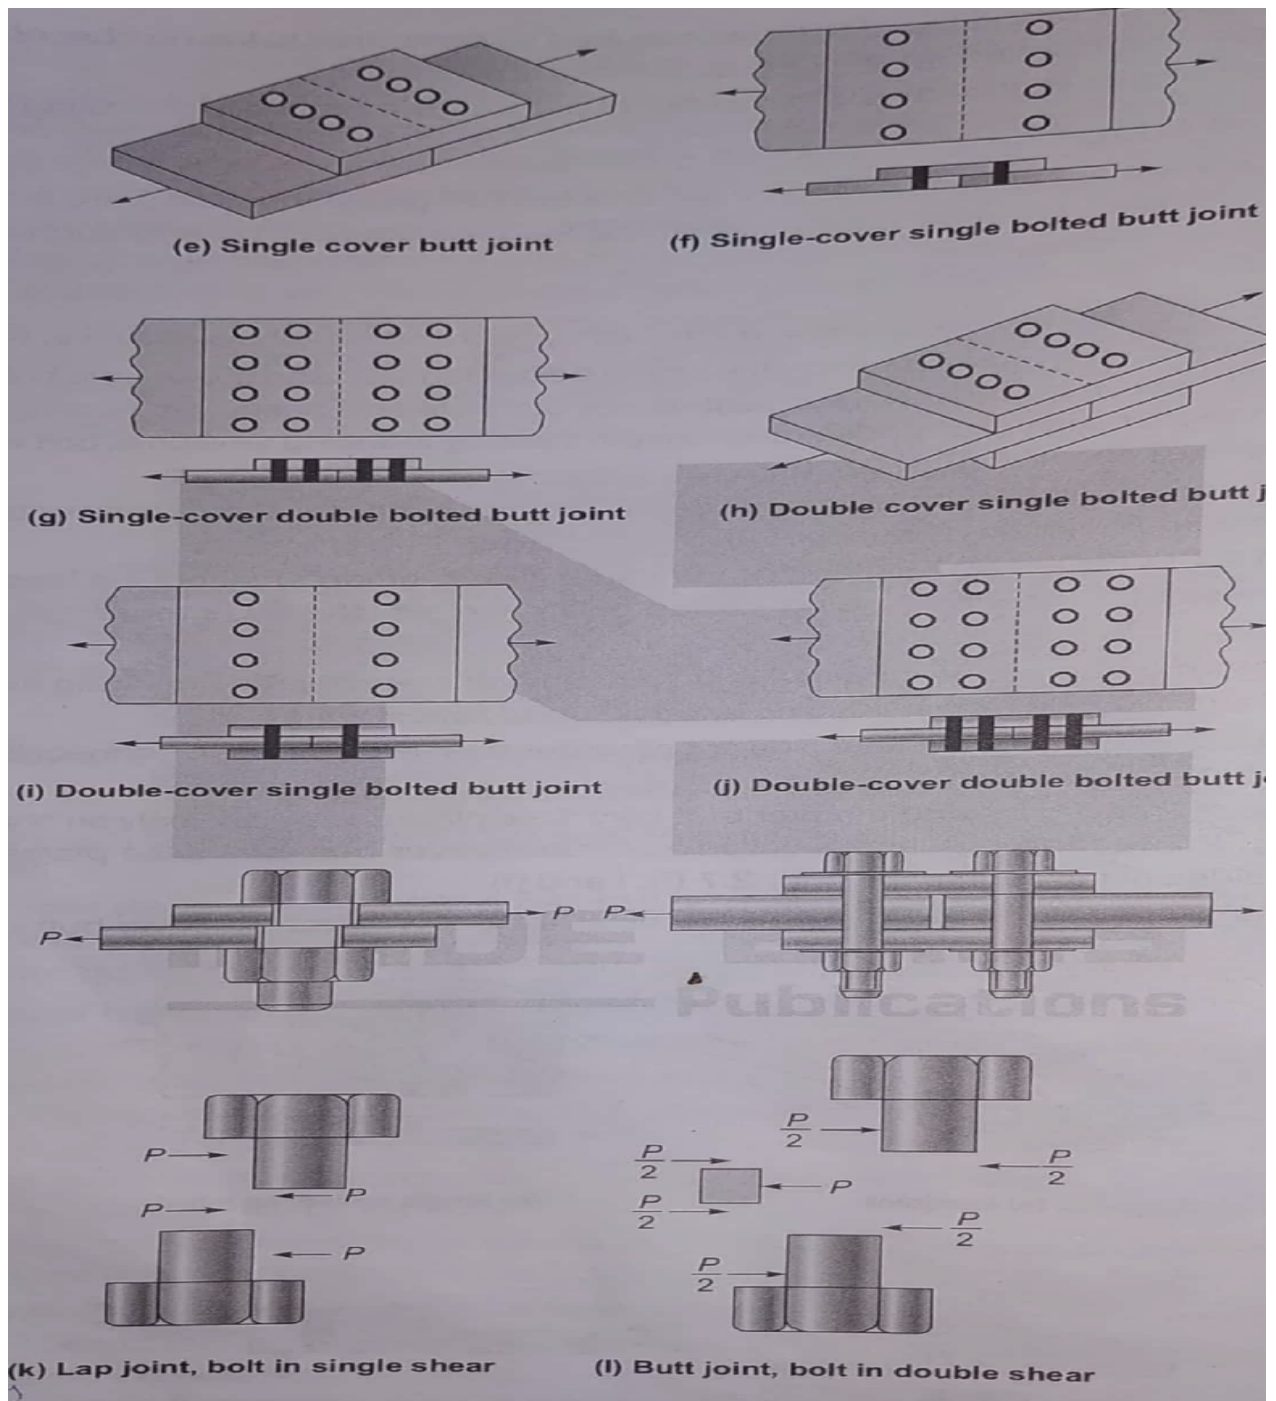 (e) Single cover butt joint
(f) Single-cover single bolted butt joint
(g) Single-cover double bolted butt joint
(h) Double cover single bolted butt j
(i) Double-cover single bolted butt joint
(j) Double-cover double bolted butt j
P
P
P
Publications
P
P
P
P
P/2
P/2
P/2
P
P/2
P/2
P/2
(k) Lap joint, bolt in single shear
(l) Butt joint, bolt in double shear